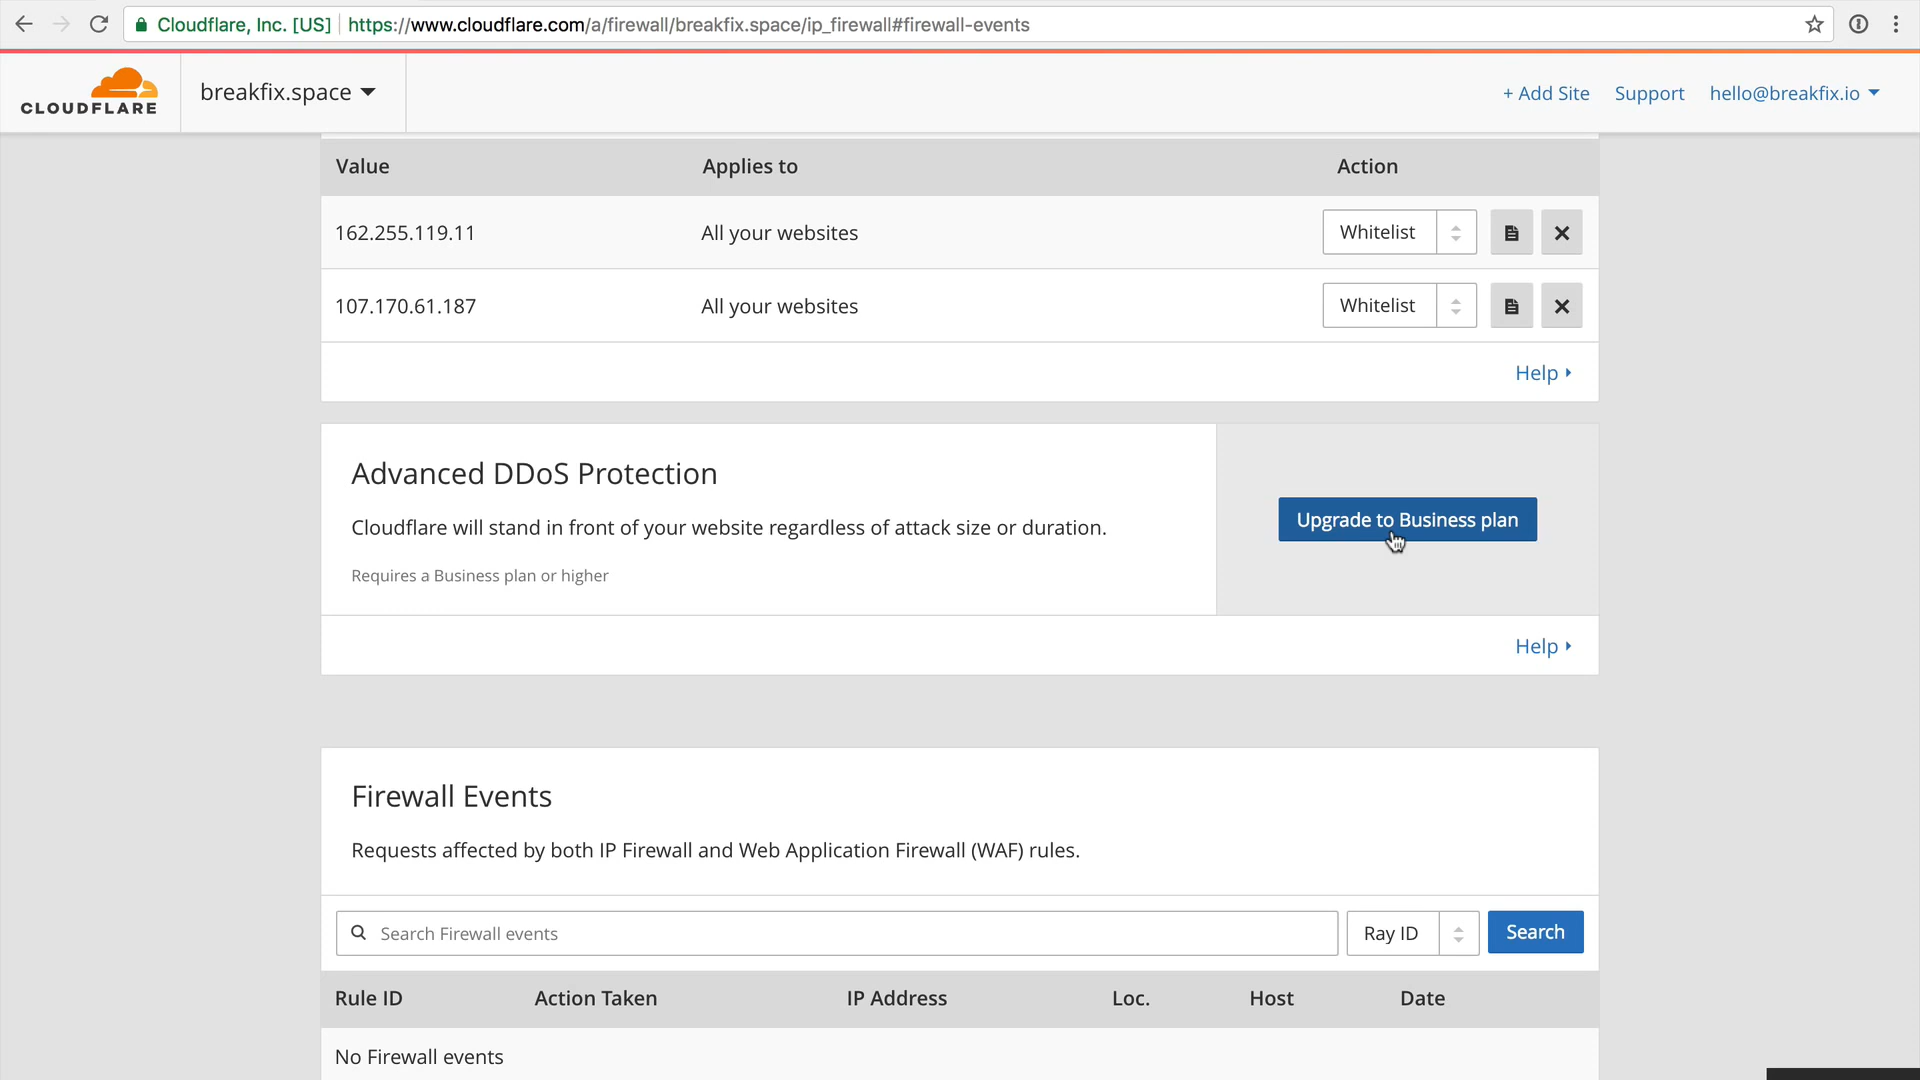 Cloudflare, Inc. [US] https://www.cloudflare.com/a/firewall/breakfix.space/ip_firewall#firewall-events
CLOUDFLARE
breakfix.space
+ Add Site Support hello@breakfix.io
Value Applies to Action
162.255.119.11 All your websites Whitelist
107.170.61.187 All your websites Whitelist
Help
Advanced DDoS Protection
Cloudflare will stand in front of your website regardless of attack size or duration.
Requires a Business plan or higher
Upgrade to Business plan
Help
Firewall Events
Requests affected by both IP Firewall and Web Application Firewall (WAF) rules.
Search Firewall events Ray ID Search
Rule ID Action Taken IP Address Loc. Host Date
No Firewall events